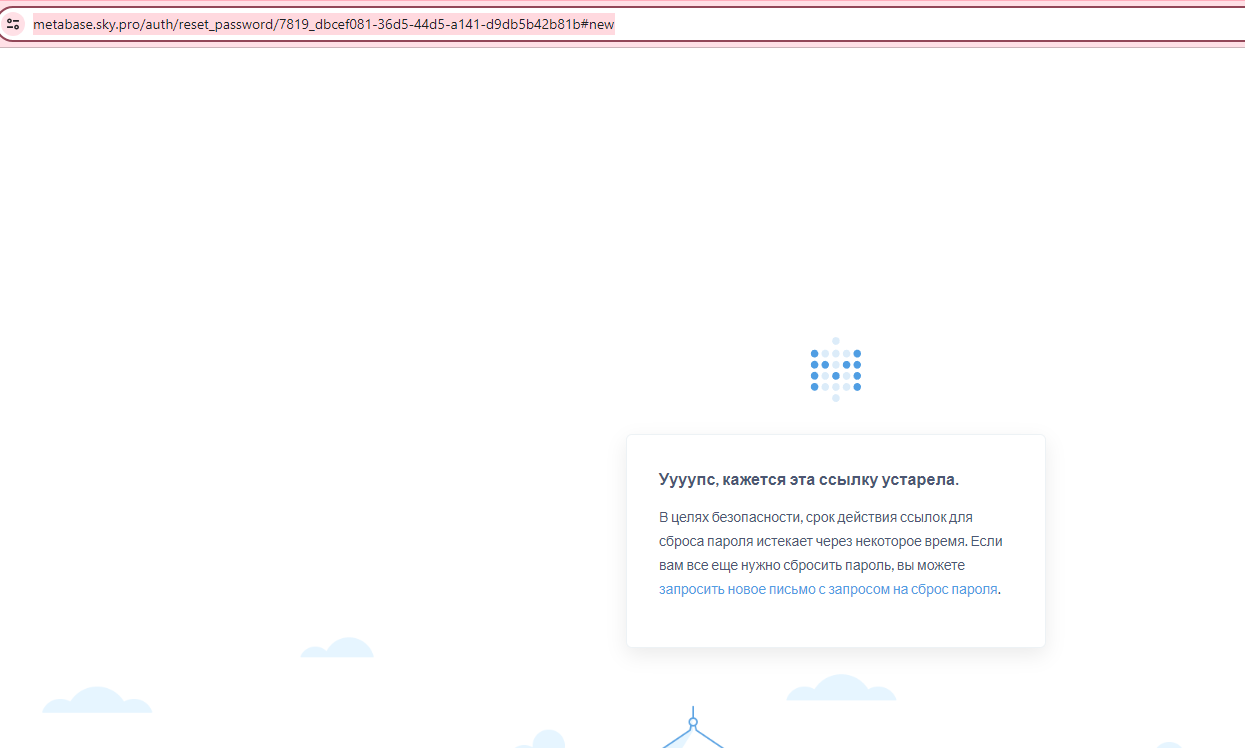 metabase.sky.pro/auth/reset_password/7819_dbcef081-36d5-44d5-a141-d9db5b42b81b#new
Уууупс, кажется эта ссылку устарела.
В целях безопасности, срок действия ссылок для
сброса пароля истекает через некоторое время. Если
вам все еще нужно сбросить пароль, вы можете
запросить новое письмо с запросом на сброс пароля.